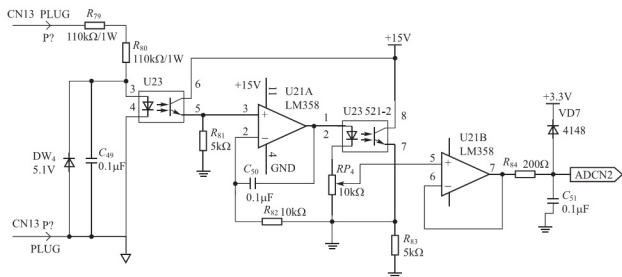 CN13 PLUG
P?
R79
110kΩ/1W
R80
110kΩ/1W
U23
3
4
6
5
DW4
5.1V
C49
0.1μF
CN13 P?
PLUG
R81
5kΩ
+15V
11
U21A
LM358
3
2
+
−
4
GND
C50
0.1μF
R82 10kΩ
1
2
U23 521-2
8
7
+15V
RP4
10kΩ
R83
5kΩ
U21B
LM358
5
6
+
−
7
R84 200Ω
+3.3V
VD7
4148
ADCN2
C51
0.1μF